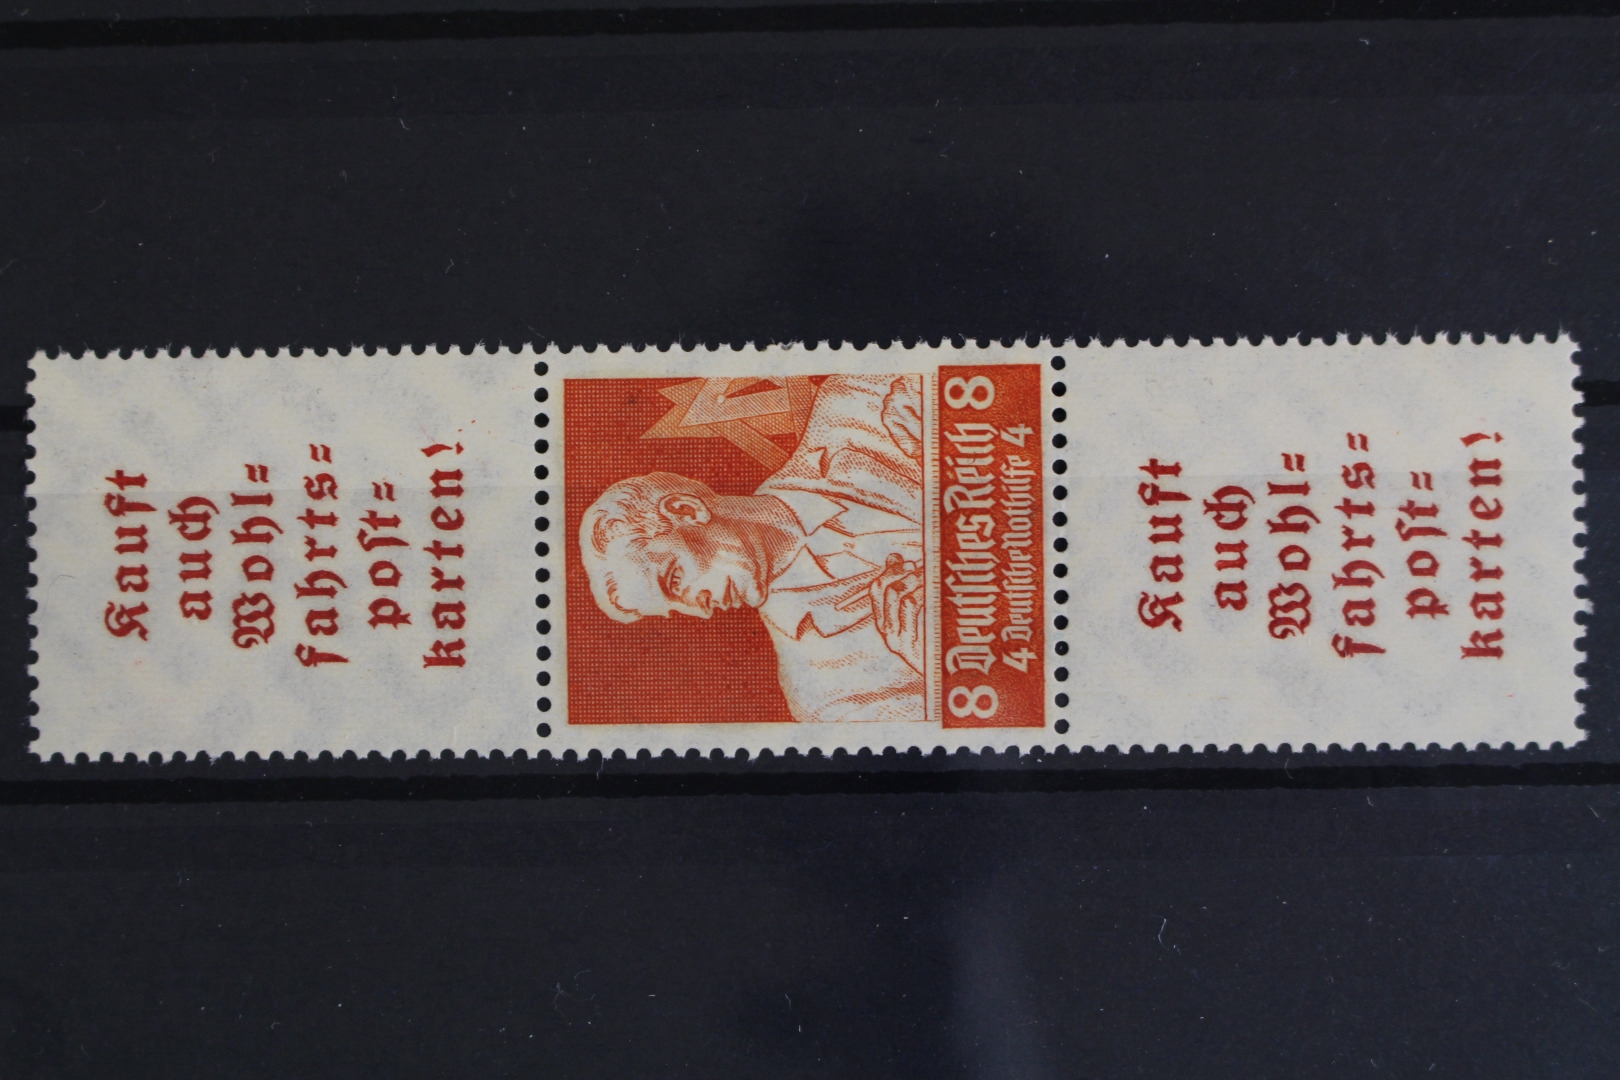 Kauft
auch
Wohl=
fahrts=
post=
karten!
8 Deutsches Reich 8
4 Deutsche Nothilfe 4
Kauft
auch
Wohl=
fahrts=
post=
karten!